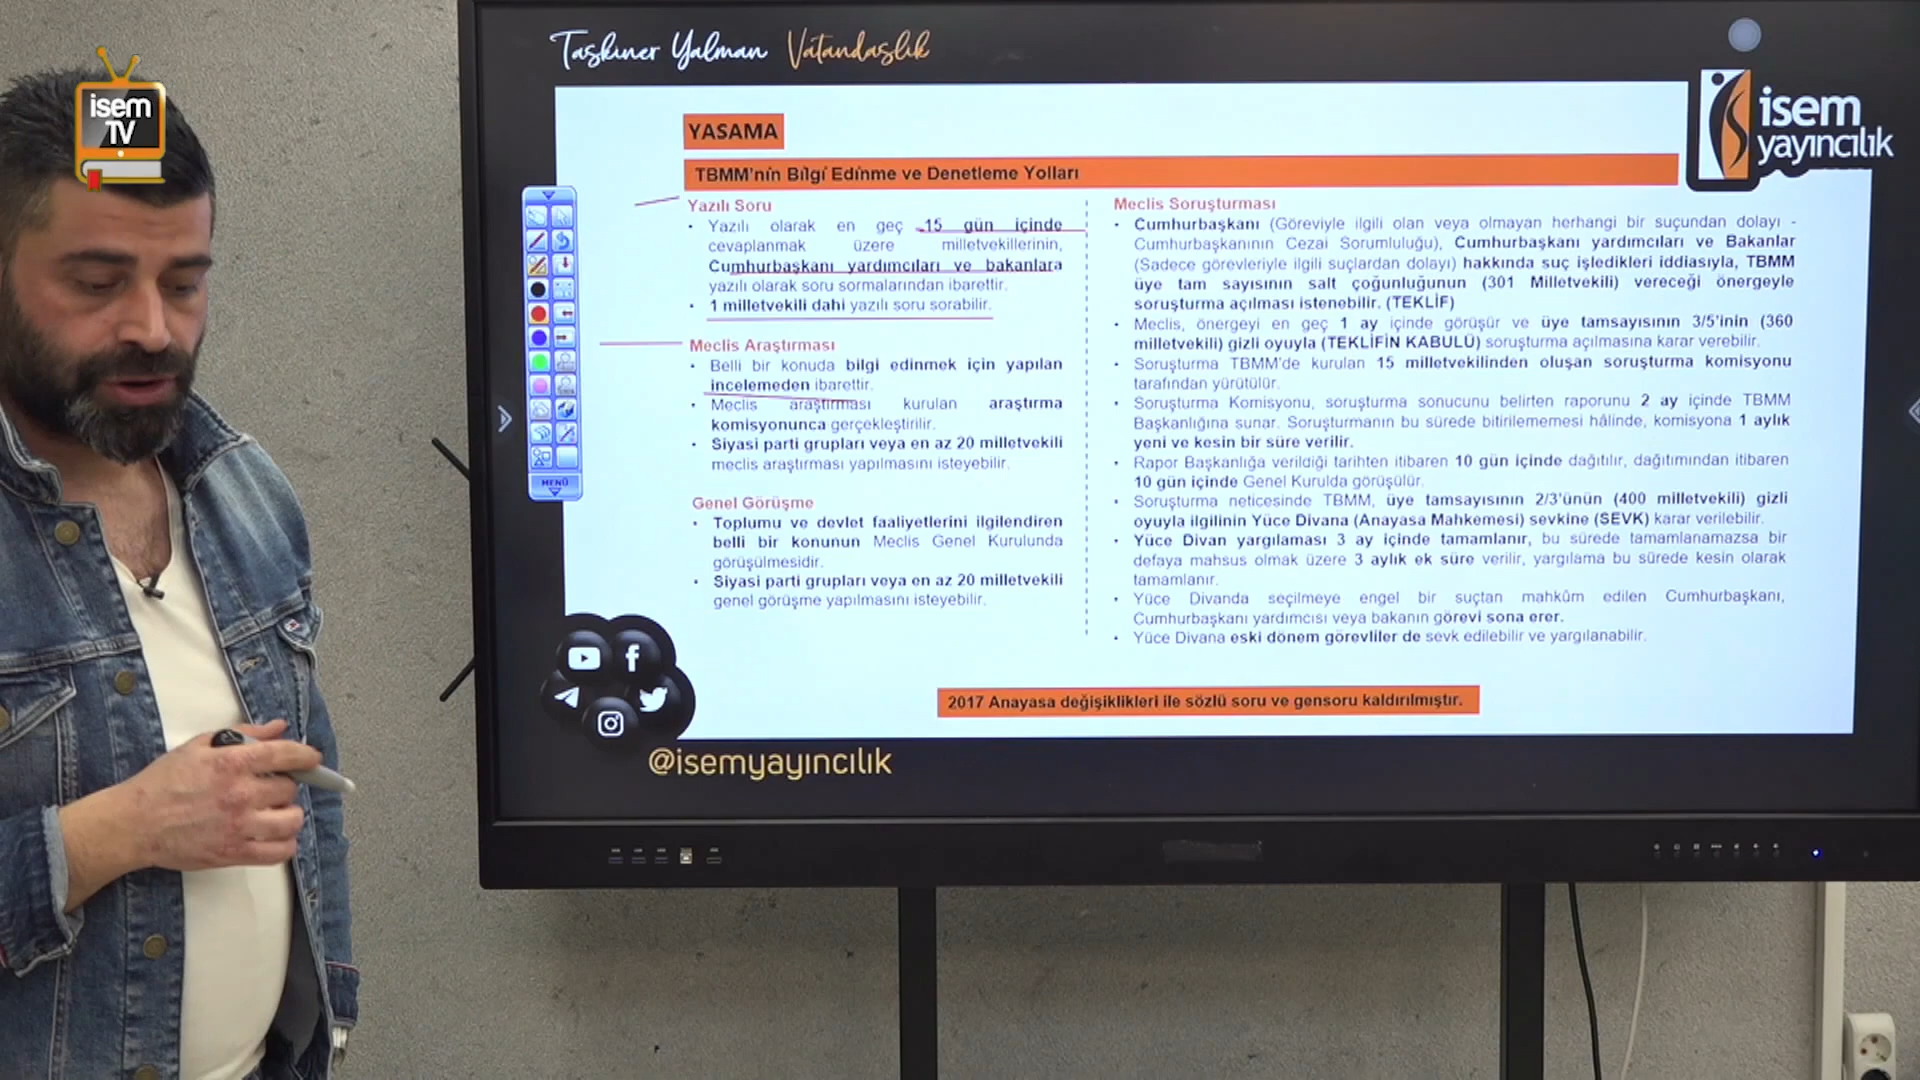 isem
TV
Taşkıner Yalman Vatandaşlık
isem
yayıncılık
YASAMA
TBMM'nin Bilgi Edinme ve Denetleme Yolları
Yazılı Soru
• Yazılı olarak en geç 15 gün içinde
cevaplanmak üzere milletvekillerinin,
Cumhurbaşkanı yardımcıları ve bakanlara
yazılı olarak soru sormalarından ibarettir.
• 1 milletvekili dahi yazılı soru sorabilir.
Meclis Araştırması
• Belli bir konuda bilgi edinmek için yapılan
incelemeden ibarettir.
• Meclis araştırması kurulan araştırma
komisyonunca gerçekleştirilir.
• Siyasi parti grupları veya en az 20 milletvekili
meclis araştırması yapılmasını isteyebilir.
Genel Görüşme
• Toplumu ve devlet faaliyetlerini ilgilendiren
belli bir konunun Meclis Genel Kurulunda
görüşülmesidir.
• Siyasi parti grupları veya en az 20 milletvekili
genel görüşme yapılmasını isteyebilir.
Meclis Soruşturması
• Cumhurbaşkanı (Göreviyle ilgili olan veya olmayan herhangi bir suçundan dolayı -
Cumhurbaşkanının Cezai Sorumluluğu), Cumhurbaşkanı yardımcıları ve Bakanlar
(Sadece görevleriyle ilgili suçlardan dolayı) hakkında suç işledikleri iddiasıyla, TBMM
üye tam sayısının salt çoğunluğunun (301 Milletvekili) vereceği önergeyle
soruşturma açılması istenebilir. (TEKLİF)
• Meclis, önergeyi en geç 1 ay içinde görüşür ve üye tamsayısının 3/5'inin (360
milletvekili) gizli oyuyla (TEKLİFİN KABULÜ) soruşturma açılmasına karar verebilir.
• Soruşturma TBMM'de kurulan 15 milletvekilinden oluşan soruşturma komisyonu
tarafından yürütülür.
• Soruşturma Komisyonu, soruşturma sonucunu belirten raporunu 2 ay içinde TBMM
Başkanlığına sunar. Soruşturmanın bu sürede bitirilememesi hâlinde, komisyona 1 aylık
yeni ve kesin bir süre verilir.
• Rapor Başkanlığa verildiği tarihten itibaren 10 gün içinde dağıtılır, dağıtımından itibaren
10 gün içinde Genel Kurulda görüşülür.
• Soruşturma neticesinde TBMM, üye tamsayısının 2/3'ünün (400 milletvekili) gizli
oyuyla ilgilinin Yüce Divana (Anayasa Mahkemesi) sevkine (SEVK) karar verilebilir.
• Yüce Divan yargılaması 3 ay içinde tamamlanır, bu sürede tamamlanamazsa bir
defaya mahsus olmak üzere 3 aylık ek süre verilir, yargılama bu sürede kesin olarak
tamamlanır.
• Yüce Divanda seçilmeye engel bir suçtan mahkûm edilen Cumhurbaşkanı,
Cumhurbaşkanı yardımcısı veya bakanın görevi sona erer.
• Yüce Divana eski dönem görevliler de sevk edilebilir ve yargılanabilir.
MENÜ
2017 Anayasa değişiklikleri ile sözlü soru ve gensoru kaldırılmıştır.
@isemyayıncılık